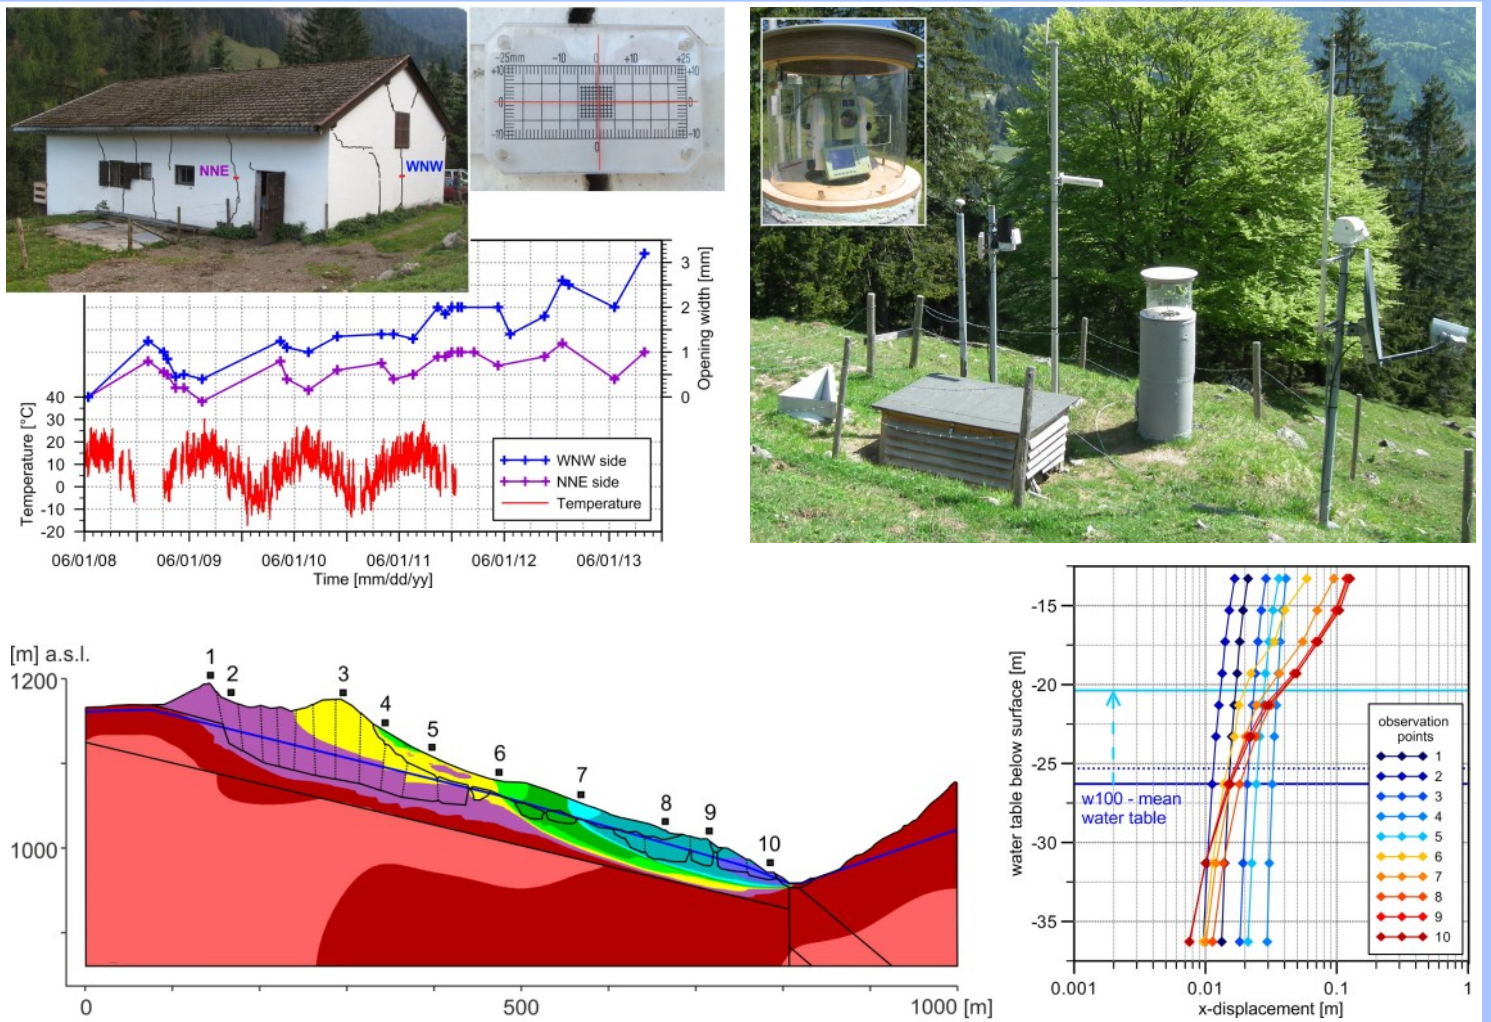 NNE
WNW
-25mm -10 0 +10 +25
+10 +10
0 0
-10 -10
0
3
2
1
0
Opening width [mm]
40
30
20
10
0
-10
-20
Temperature [°C]
WNW side
NNE side
Temperature
06/01/08 06/01/09 06/01/10 06/01/11 06/01/12 06/01/13
Time [mm/dd/yy]
[m] a.s.l.
1200
1000
1 2 3 4 5 6 7 8 9 10
0 500 1000 [m]
-15
-20
-25
-30
-35
water table below surface [m]
w100 - mean
water table
observation
points
1
2
3
4
5
6
7
8
9
10
0.001 0.01 0.1 1
x-displacement [m]